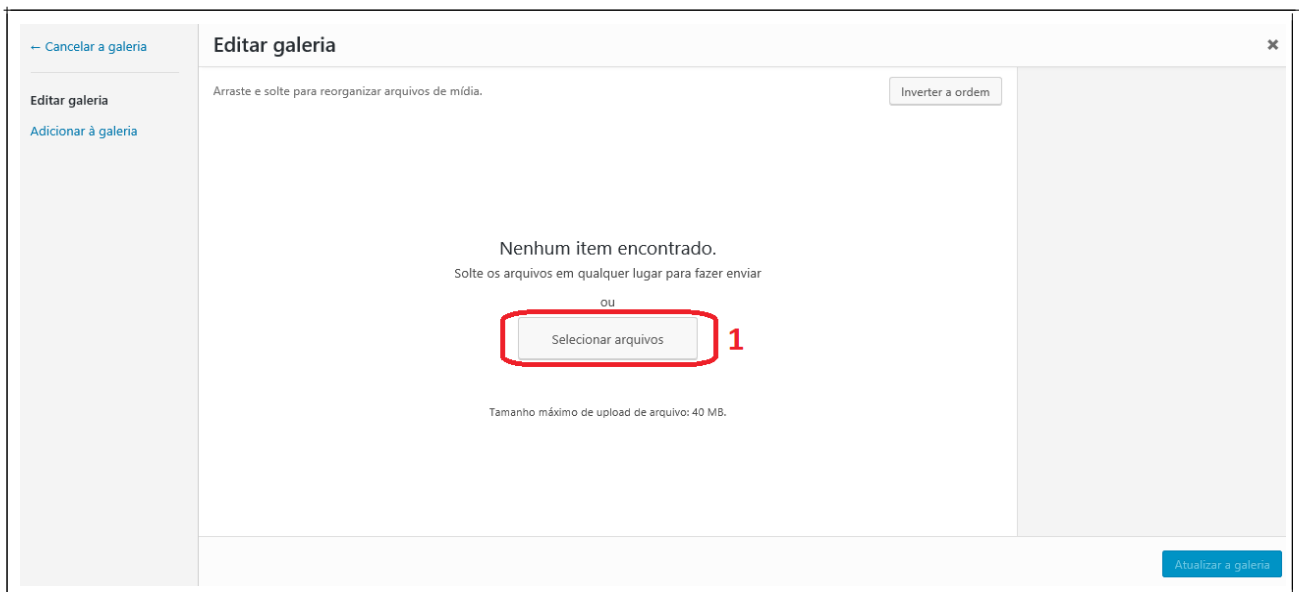 ← Cancelar a galeria
Editar galeria
Adicionar à galeria
Editar galeria
×
Arraste e solte para reorganizar arquivos de mídia.
Inverter a ordem
Nenhum item encontrado.
Solte os arquivos em qualquer lugar para fazer enviar
ou
Selecionar arquivos
1
Tamanho máximo de upload de arquivo: 40 MB.
Atualizar a galeria